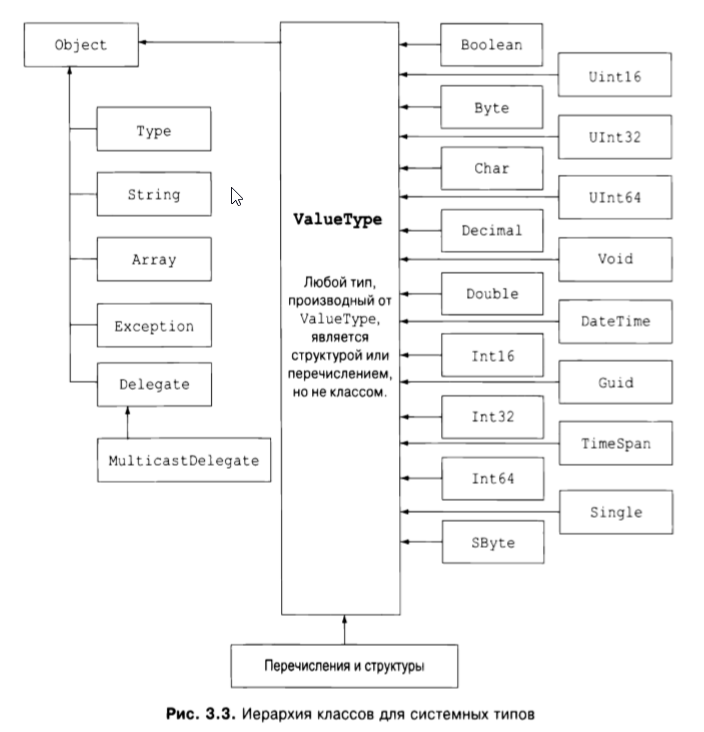 Object
Boolean
Uint16
Byte
Type
UInt32
Char
String
UInt64
ValueType
Decimal
Array
Void
Любой тип,
производный от
ValueType,
является
структурой или
перечислением,
но не классом.
Double
Exception
DateTime
Int16
Delegate
Guid
Int32
MulticastDelegate
TimeSpan
Int64
Single
SByte
Перечисления и структуры
Рис. 3.3. Иерархия классов для системных типов